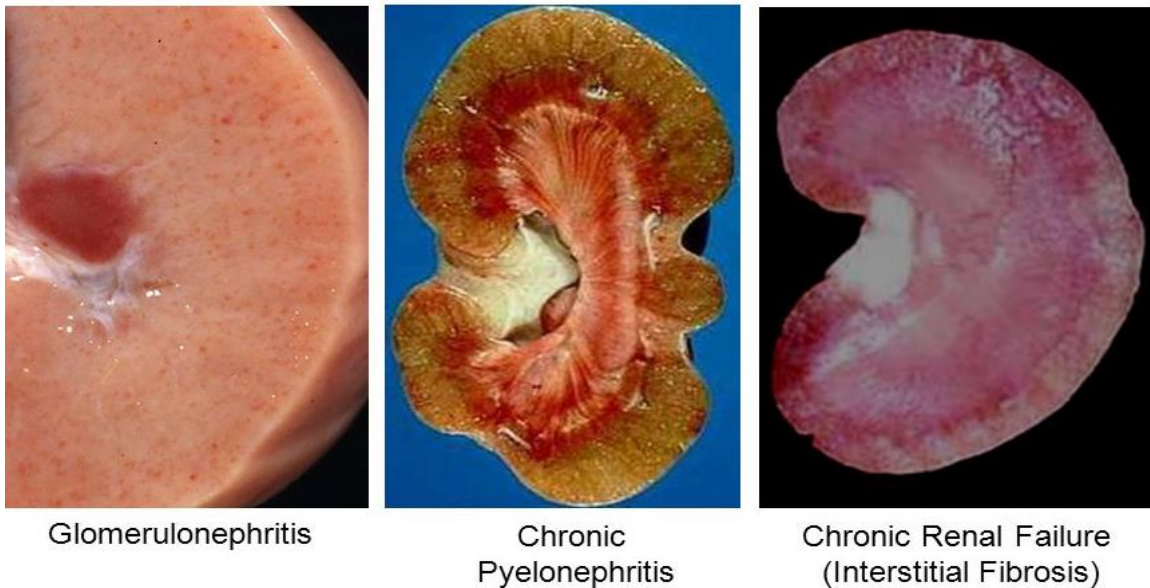 Glomerulonephritis
Chronic
Pyelonephritis
Chronic Renal Failure
(Interstitial Fibrosis)